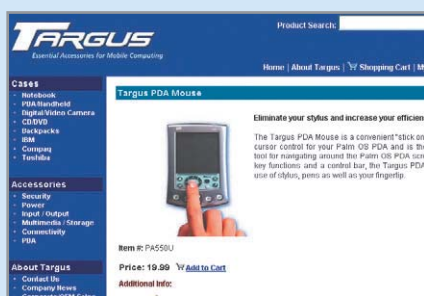 TARGUS
Essential Accessories for Mobile Computing
Product Search:
Home | About Targus | Shopping Cart | M
Cases
- Notebook
- PDA/Handheld
- Digital/Video Camera
- CD/DVD
- Backpacks
- IBM
- Compaq
- Toshiba
Accessories
- Security
- Power
- Input / Output
- Multimedia / Storage
- Connectivity
- PDA
About Targus
- Contact Us
- Company News
Targus PDA Mouse
Eliminate your stylus and increase your efficien
The Targus PDA Mouse is a convenient "stick on
cursor control for your Palm OS PDA and is the
tool for navigating around the Palm OS PDA scre
key functions and a control bar, the Targus PDA
use of stylus, pens as well as your fingertip.
Item #: PA550U
Price: 19.99 Add to Cart
Additional Info: